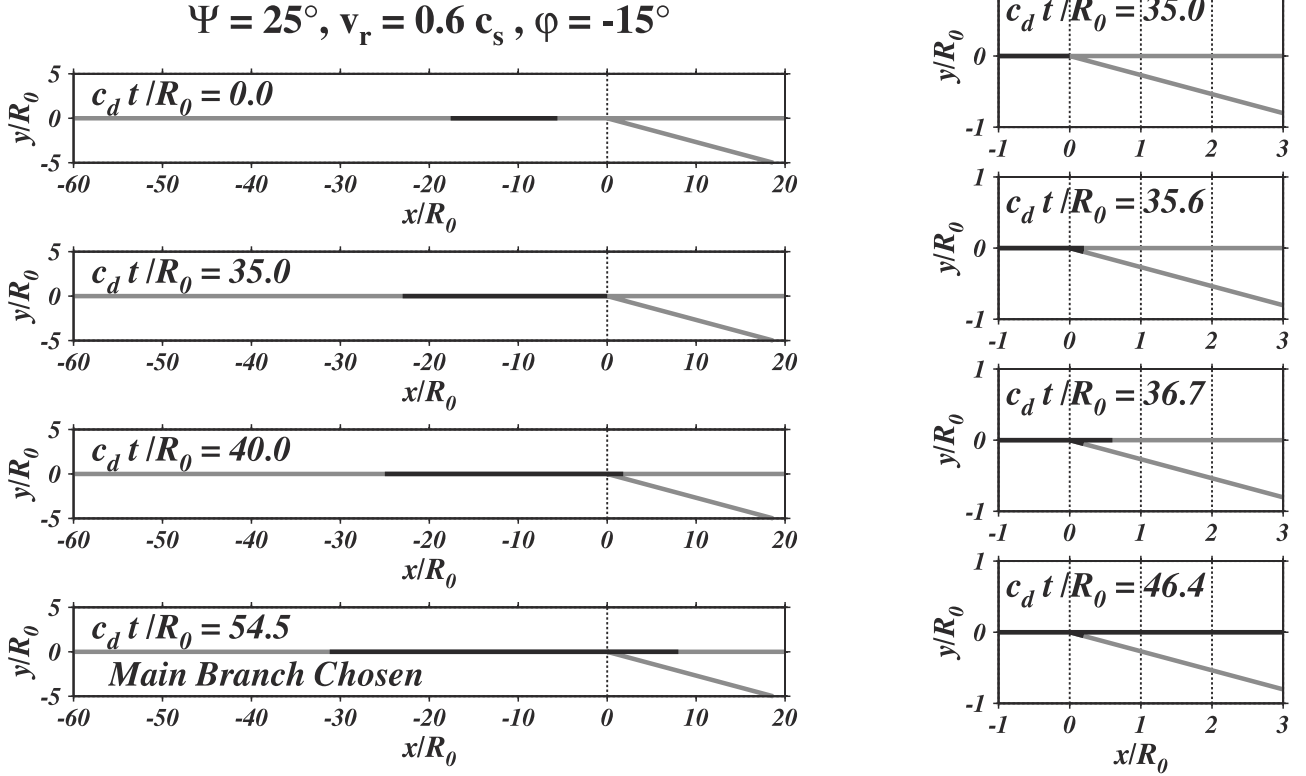 Ψ = 25°, v_r = 0.6 c_s , φ = -15°
5
c_d t /R_0 = 0.0
y/R_0
0
-5
-60 -50 -40 -30 -20 -10 0 10 20
x/R_0
5
c_d t /R_0 = 35.0
y/R_0
0
-5
-60 -50 -40 -30 -20 -10 0 10 20
x/R_0
5
c_d t /R_0 = 40.0
y/R_0
0
-5
-60 -50 -40 -30 -20 -10 0 10 20
x/R_0
5
c_d t /R_0 = 54.5
y/R_0
0
Main Branch Chosen
-5
-60 -50 -40 -30 -20 -10 0 10 20
x/R_0
c_d t /R_0 = 35.0
y/R_0
0
-1
-1 0 1 2 3
1
c_d t /R_0 = 35.6
y/R_0
0
-1
-1 0 1 2 3
1
c_d t /R_0 = 36.7
y/R_0
0
-1
-1 0 1 2 3
1
c_d t /R_0 = 46.4
y/R_0
0
-1
-1 0 1 2 3
x/R_0